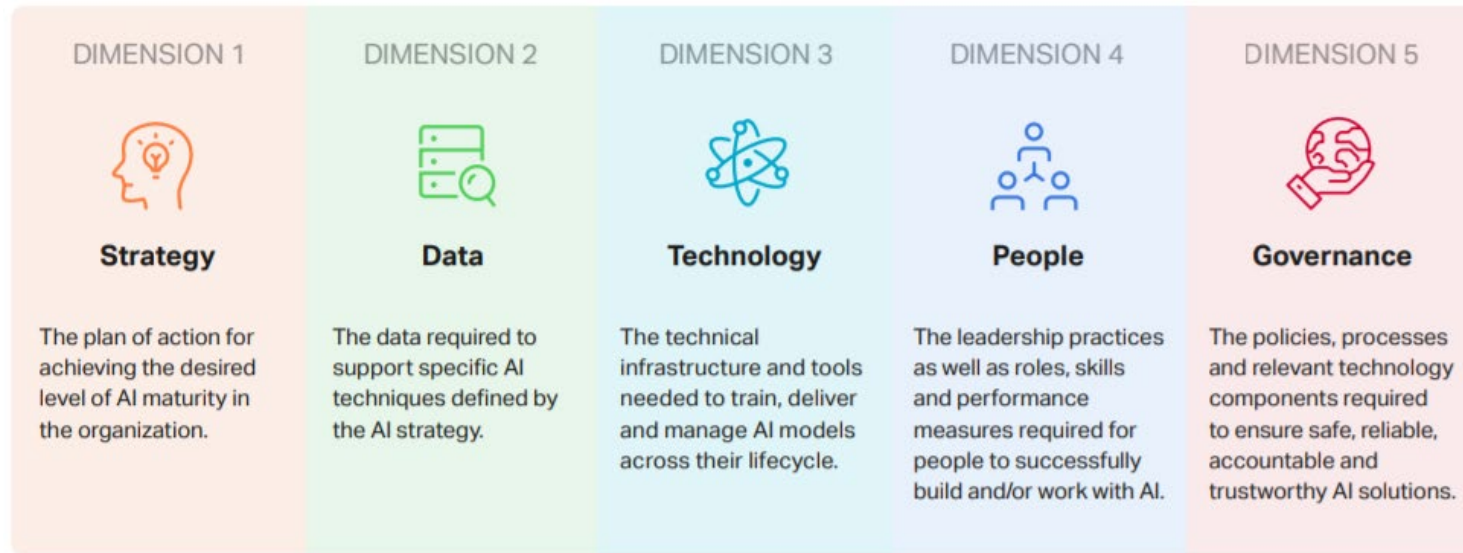 DIMENSION 1
Strategy
The plan of action for
achieving the desired
level of AI maturity in
the organization.
DIMENSION 2
Data
The data required to
support specific AI
techniques defined by
the AI strategy.
DIMENSION 3
Technology
The technical
infrastructure and tools
needed to train, deliver
and manage AI models
across their lifecycle.
DIMENSION 4
People
The leadership practices
as well as roles, skills
and performance
measures required for
people to successfully
build and/or work with AI.
DIMENSION 5
Governance
The policies, processes
and relevant technology
components required
to ensure safe, reliable,
accountable and
trustworthy AI solutions.